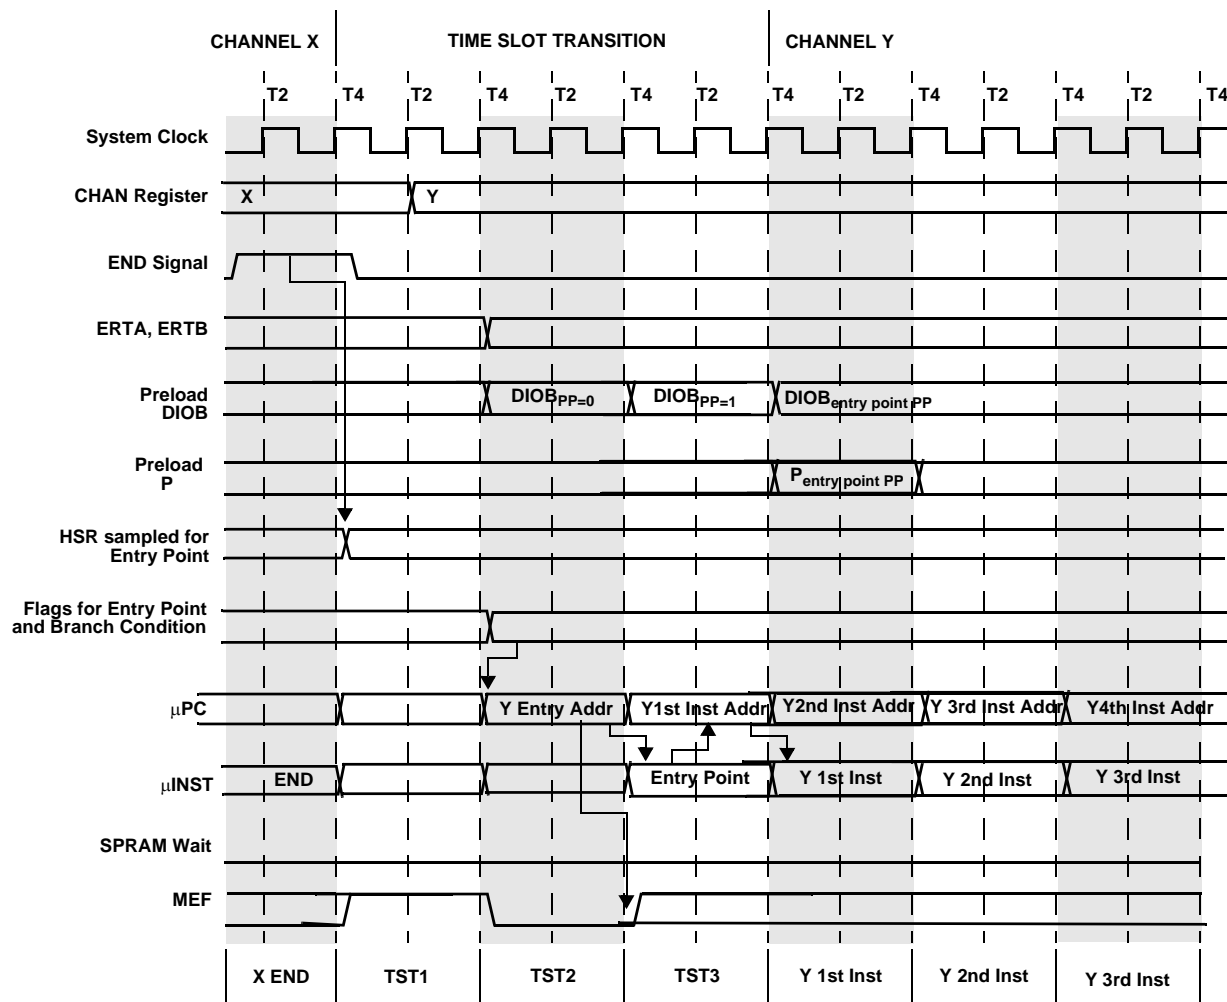 CHANNEL X TIME SLOT TRANSITION CHANNEL Y
T2 T4 T2 T4 T2 T4 T2 T4 T2 T4 T2 T4 T2 T4
System Clock
CHAN Register X Y
END Signal
ERTA, ERTB
Preload DIOB_PP=0 DIOB_PP=1 DIOB_entry point PP
DIOB
Preload P_entry point PP
P
HSR sampled for
Entry Point
Flags for Entry Point
and Branch Condition
µPC Y Entry Addr Y1st Inst Addr Y2nd Inst Addr Y 3rd Inst Addr Y4th Inst Addr
µINST END Entry Point Y 1st Inst Y 2nd Inst Y 3rd Inst
SPRAM Wait
MEF
X END TST1 TST2 TST3 Y 1st Inst Y 2nd Inst Y 3rd Inst